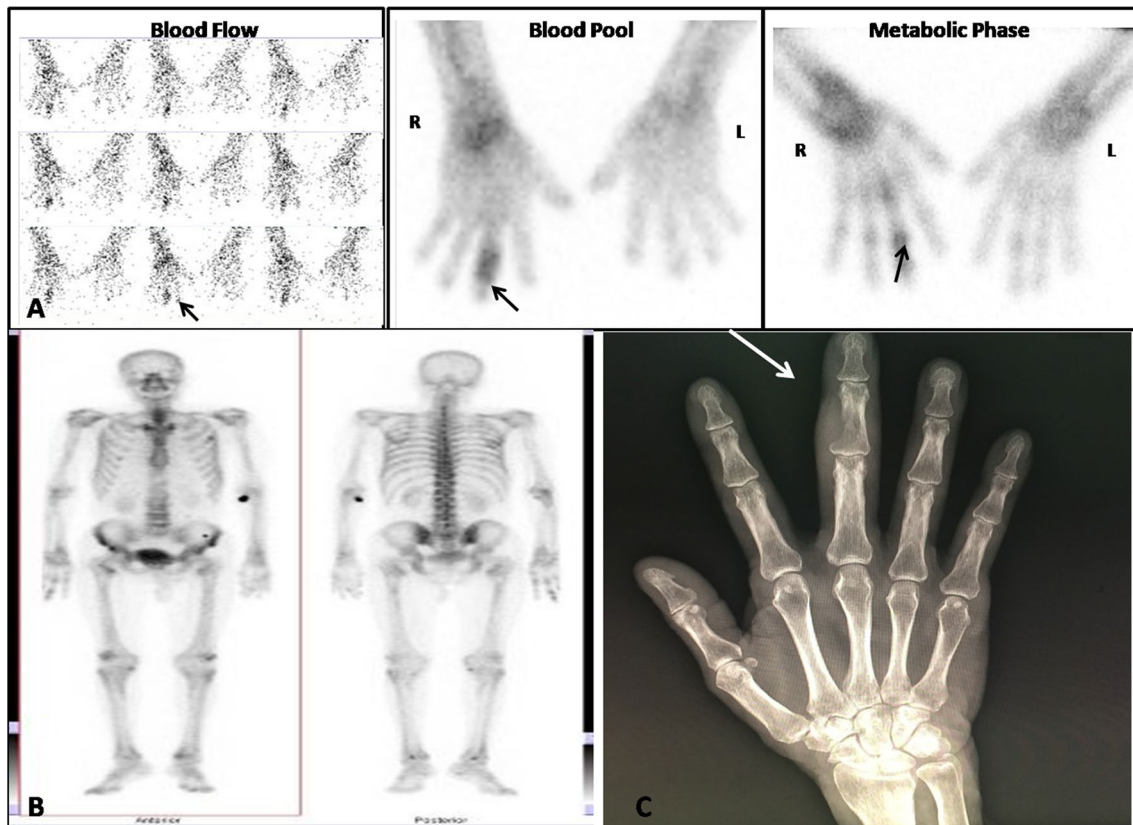 Blood Flow
Blood Pool
Metabolic Phase
R
L
R
L
A
B
Anterior
Posterior
C